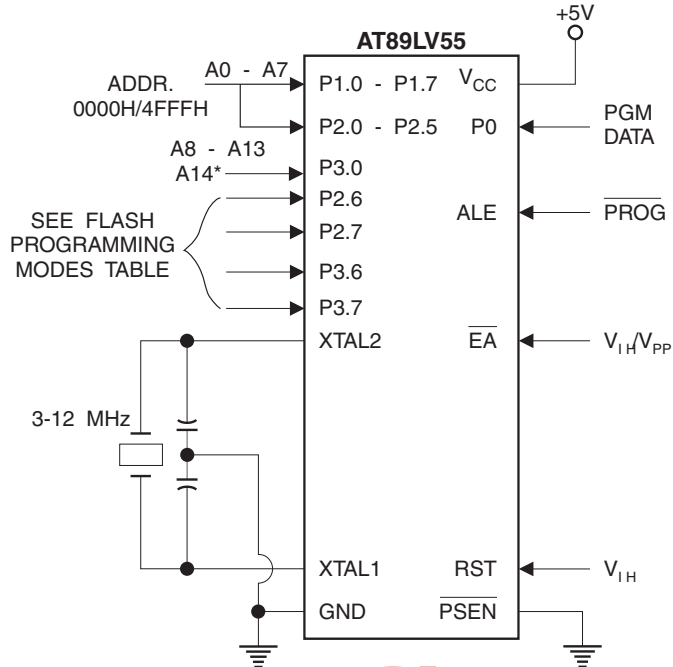 +5V
AT89LV55
ADDR.
0000H/4FFFH
A0 - A7
P1.0 - P1.7
VCC
P2.0 - P2.5
P0
PGM
DATA
A8 - A13
A14*
P3.0
P2.6
ALE
PROG
SEE FLASH
PROGRAMMING
MODES TABLE
P2.7
P3.6
P3.7
XTAL2
EA
VIH/VPP
3-12 MHz
XTAL1
RST
VIH
GND
PSEN